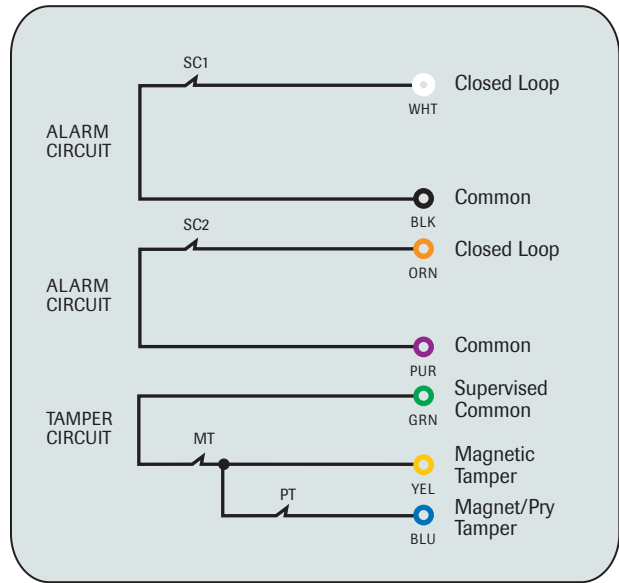 SC1
Closed Loop
WHT
ALARM
CIRCUIT
Common
BLK
SC2
Closed Loop
ORN
ALARM
CIRCUIT
Common
PUR
Supervised
Common
GRN
TAMPER
CIRCUIT
MT
Magnetic
Tamper
YEL
PT
Magnet/Pry
Tamper
BLU